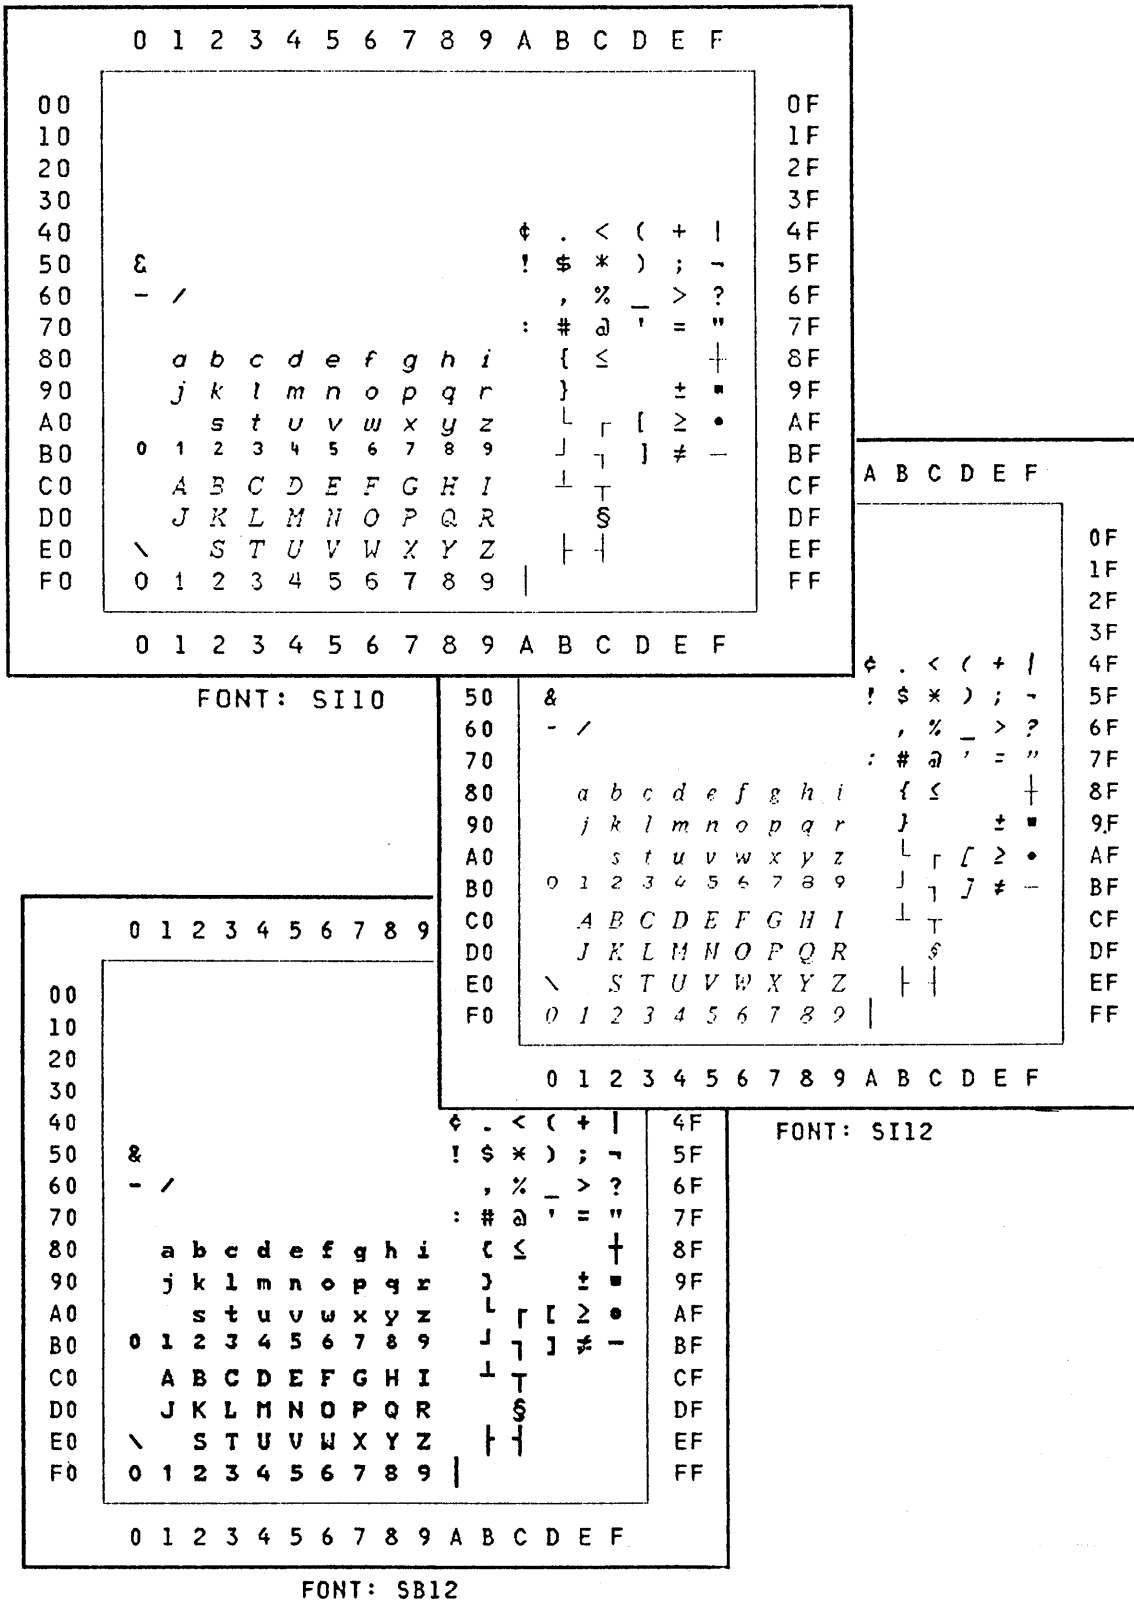 0 1 2 3 4 5 6 7 8 9 A B C D E F
00 0F
10 1F
20 2F
30 3F
40 ¢ . < ( + | 4F
50 & ! $ * ) ; ¬ 5F
60 - / , % _ > ? 6F
70 : # @ ' = " 7F
80 a b c d e f g h i { ≤ ┼ 8F
90 j k l m n o p q r } ± ▪ 9F
A0 s t u v w x y z └ ┌ [ ≥ • AF
B0 0 1 2 3 4 5 6 7 8 9 ┘ ┐ ] ≠ — BF
C0 A B C D E F G H I ┴ ┬ CF
D0 J K L M N O P Q R § DF
E0 \ S T U V W X Y Z ├ ┤ EF
F0 0 1 2 3 4 5 6 7 8 9 | FF
0 1 2 3 4 5 6 7 8 9 A B C D E F
FONT: SI10
A B C D E F
0F
1F
2F
3F
¢ . < ( + | 4F
50 & ! $ * ) ; ¬ 5F
60 - / , % _ > ? 6F
70 : # @ ' = " 7F
80 a b c d e f g h i { ≤ ┼ 8F
90 j k l m n o p q r } ± ▪ 9F
A0 s t u v w x y z └ ┌ [ ≥ • AF
B0 0 1 2 3 4 5 6 7 8 9 ┘ ┐ ] ≠ — BF
C0 A B C D E F G H I ┴ ┬ CF
D0 J K L M N O P Q R § DF
E0 \ S T U V W X Y Z ├ ┤ EF
F0 0 1 2 3 4 5 6 7 8 9 | FF
0 1 2 3 4 5 6 7 8 9 A B C D E F
FONT: SI12
0 1 2 3 4 5 6 7 8 9
00
10
20
30
40 ¢ . < ( + | 4F
50 & ! $ * ) ; ¬ 5F
60 - / , % _ > ? 6F
70 : # @ ' = " 7F
80 a b c d e f g h i { ≤ ┼ 8F
90 j k l m n o p q r } ± ▪ 9F
A0 s t u v w x y z └ ┌ [ ≥ • AF
B0 0 1 2 3 4 5 6 7 8 9 ┘ ┐ ] ≠ — BF
C0 A B C D E F G H I ┴ ┬ CF
D0 J K L M N O P Q R § DF
E0 \ S T U V W X Y Z ├ ┤ EF
F0 0 1 2 3 4 5 6 7 8 9 | FF
0 1 2 3 4 5 6 7 8 9 A B C D E F
FONT: SB12